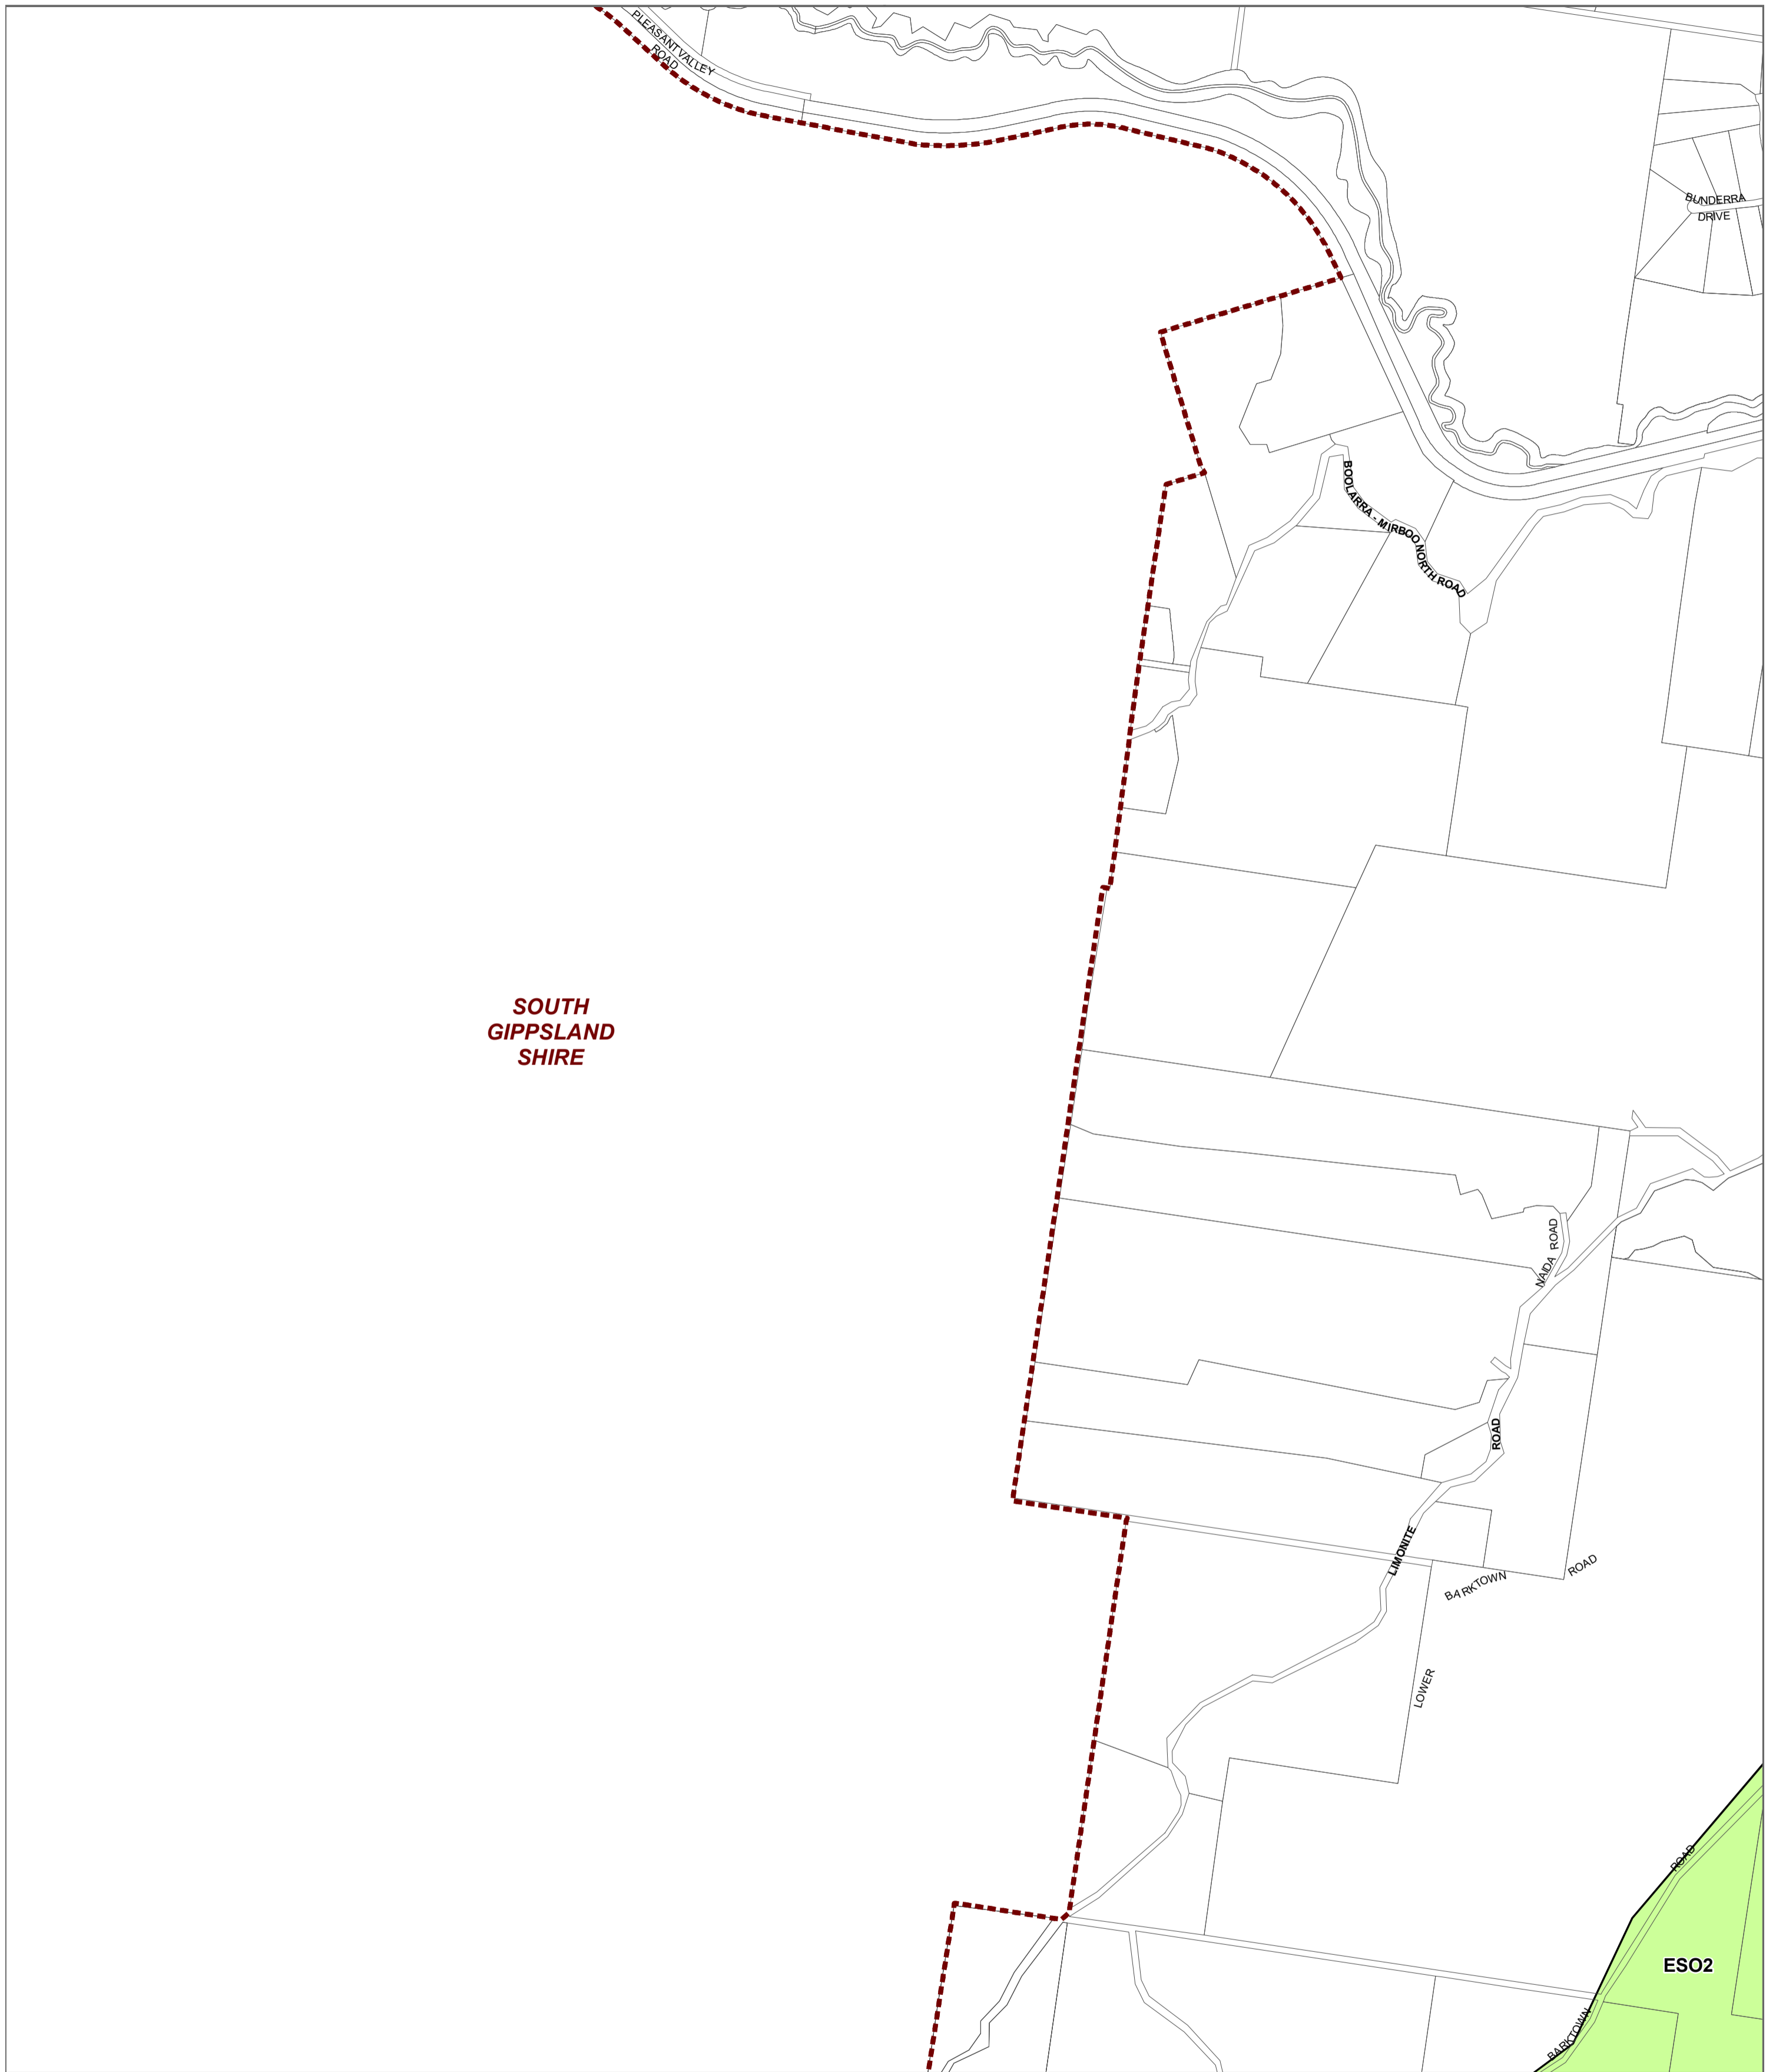 PLEASANT VALLEY
ROAD
BUNDERRA
DRIVE
BOOLARRA - MIRBOO NORTH ROAD
SOUTH
GIPPSLAND
SHIRE
NAIDA ROAD
ROAD
LIMONITE
BARKTOWN ROAD
LOWER
ROAD
ESO2
BARKTOWN